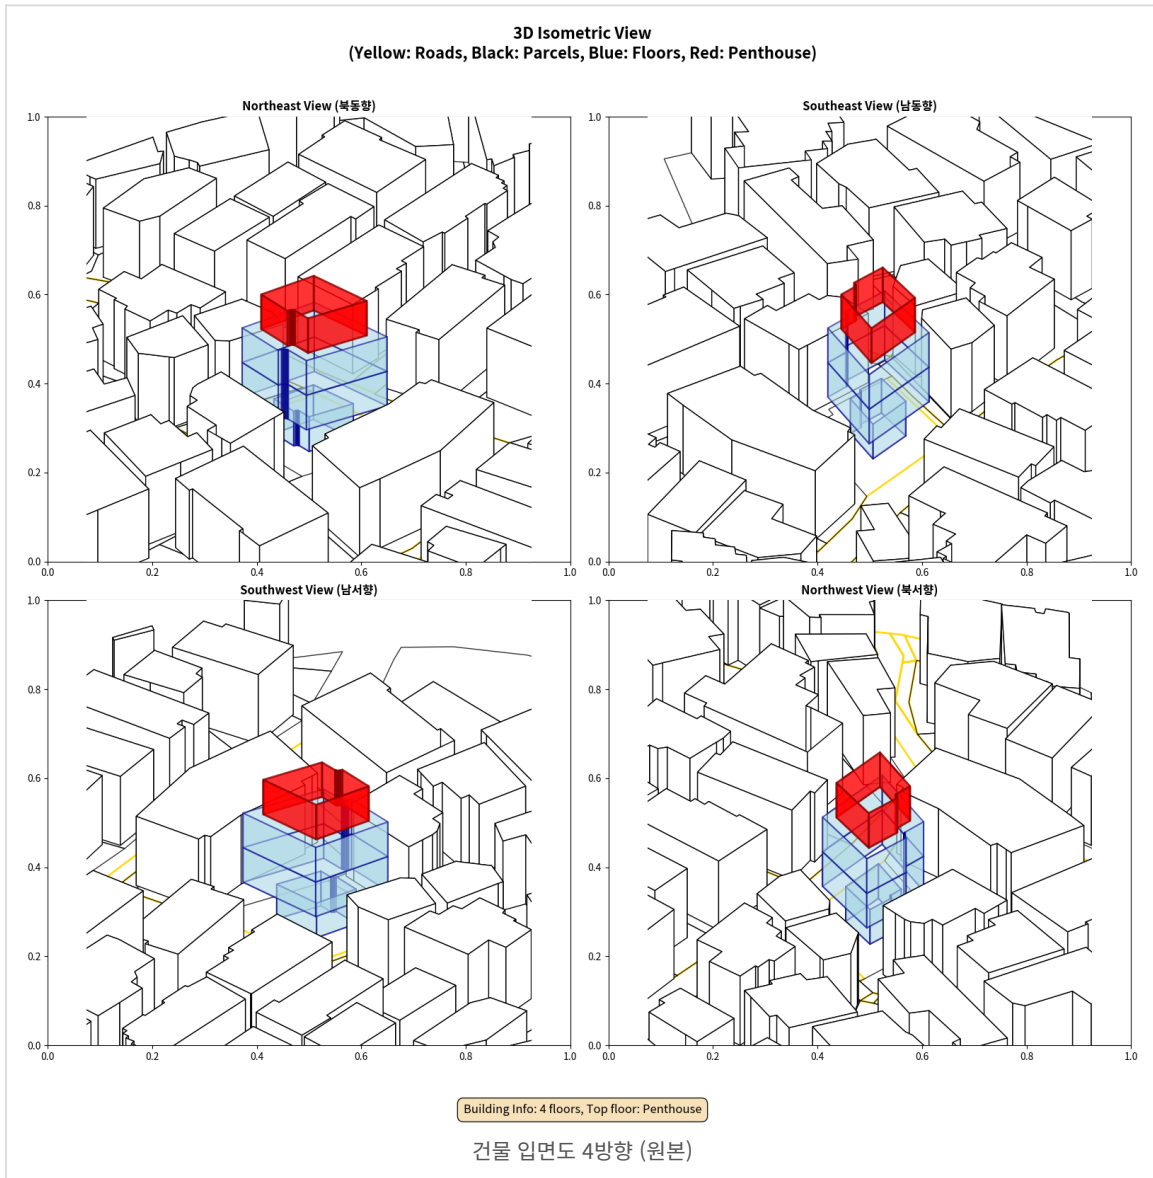 3D Isometric View
(Yellow: Roads, Black: Parcels, Blue: Floors, Red: Penthouse)
Northeast View (북동향)
1.0
0.8
0.6
0.4
0.2
0.0
0.0 0.2 0.4 0.6 0.8 1.0
Southeast View (남동향)
1.0
0.8
0.6
0.4
0.2
0.0
0.0 0.2 0.4 0.6 0.8 1.0
Southwest View (남서향)
1.0
0.8
0.6
0.4
0.2
0.0
0.0 0.2 0.4 0.6 0.8 1.0
Northwest View (북서향)
1.0
0.8
0.6
0.4
0.2
0.0
0.0 0.2 0.4 0.6 0.8 1.0
Building Info: 4 floors, Top floor: Penthouse
건물 입면도 4방향 (원본)